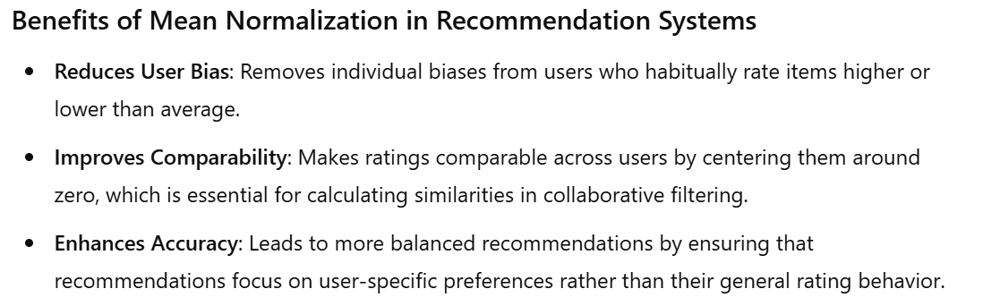 Benefits of Mean Normalization in Recommendation Systems
• Reduces User Bias: Removes individual biases from users who habitually rate items higher or
lower than average.
• Improves Comparability: Makes ratings comparable across users by centering them around
zero, which is essential for calculating similarities in collaborative filtering.
• Enhances Accuracy: Leads to more balanced recommendations by ensuring that
recommendations focus on user-specific preferences rather than their general rating behavior.